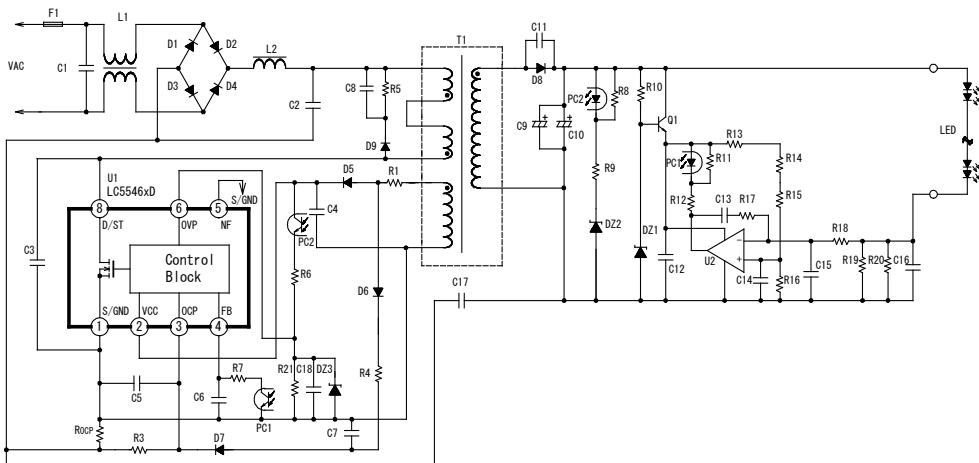 F1
L1
VAC
C1
D1
D2
D3
D4
L2
C2
C8
R5
D9
T1
C11
D8
C9
+
C10
+
PC2
R8
R9
DZ2
R10
DZ1
Q1
PC1
R11
R12
R13
R14
R15
C13
R17
U2
−
+
C12
C14
R16
C15
R18
R19
R20
C16
LED
U1
LC5546xD
S/GND
8
6
5
D/ST
OVP
NF
Control
Block
S/GND
VCC
OCP
FB
1
2
3
4
C3
D5
R1
PC2
C4
R6
D6
C17
C5
R7
C6
PC1
R21
C18
DZ3
R4
C7
ROCP
R3
D7